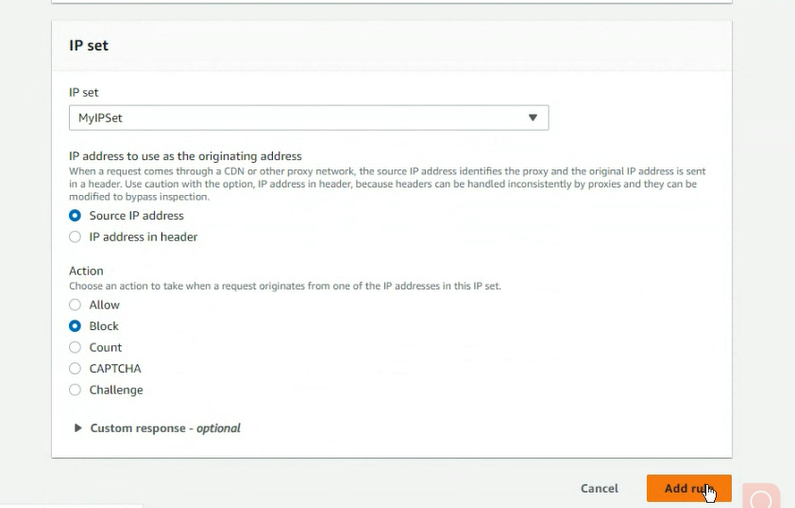 IP set
IP set
MyIPSet
IP address to use as the originating address
When a request comes through a CDN or other proxy network, the source IP address identifies the proxy and the original IP address is sent
in a header. Use caution with the option, IP address in header, because headers can be handled inconsistently by proxies and they can be
modified to bypass inspection.
Source IP address
IP address in header
Action
Choose an action to take when a request originates from one of the IP addresses in this IP set.
Allow
Block
Count
CAPTCHA
Challenge
Custom response - optional
Cancel
Add rule